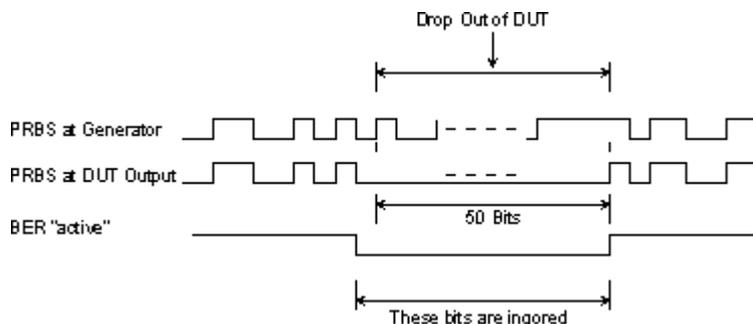 Drop Out of DUT
PRBS at Generator
PRBS at DUT Output
50 Bits
BER "active"
These bits are ingored